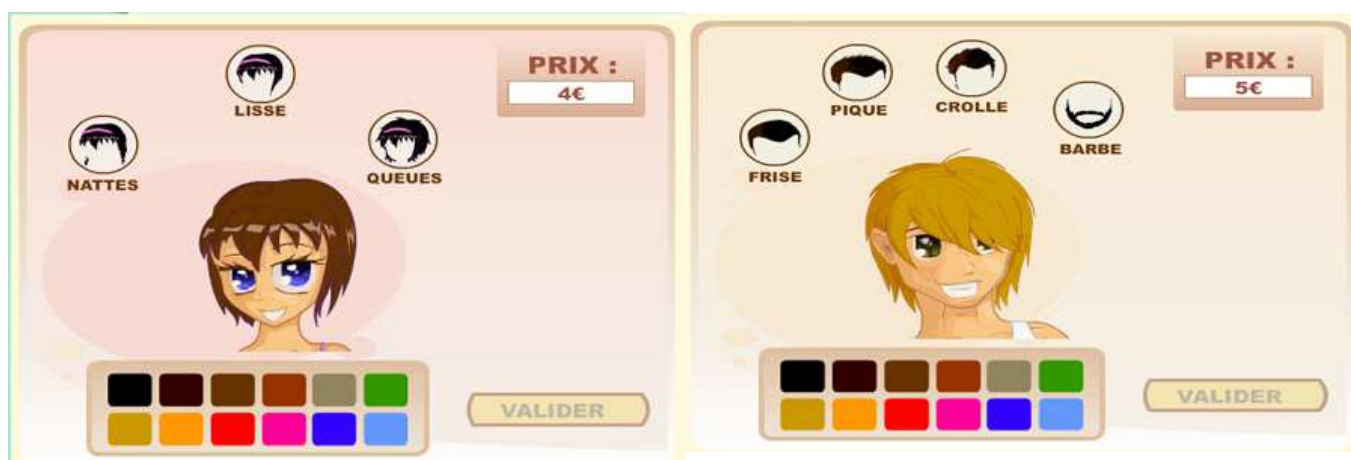 LISSE
NATTES
QUEUES
PRIX :
4€
VALIDER
FRISE
PIQUE
CROLLE
BARBE
PRIX :
5€
VALIDER